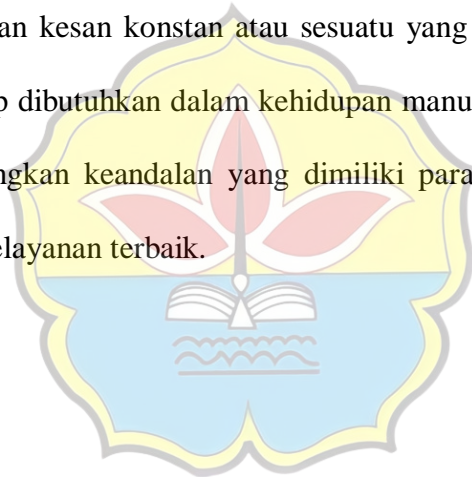 an kesan konstan atau sesuatu yang
p dibutuhkan dalam kehidupan manu
ngkan keandalan yang dimiliki para
elayanan terbaik.